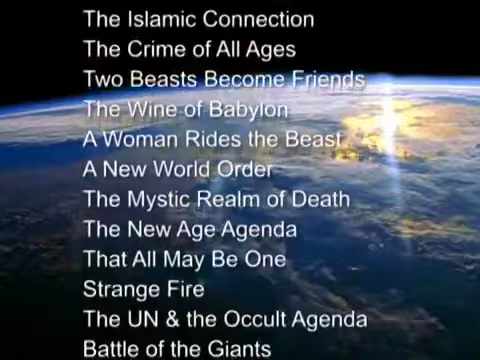 The Islamic Connection
The Crime of All Ages
Two Beasts Become Friends
The Wine of Babylon
A Woman Rides the Beast
A New World Order
The Mystic Realm of Death
The New Age Agenda
That All May Be One
Strange Fire
The UN & the Occult Agenda
Battle of the Giants